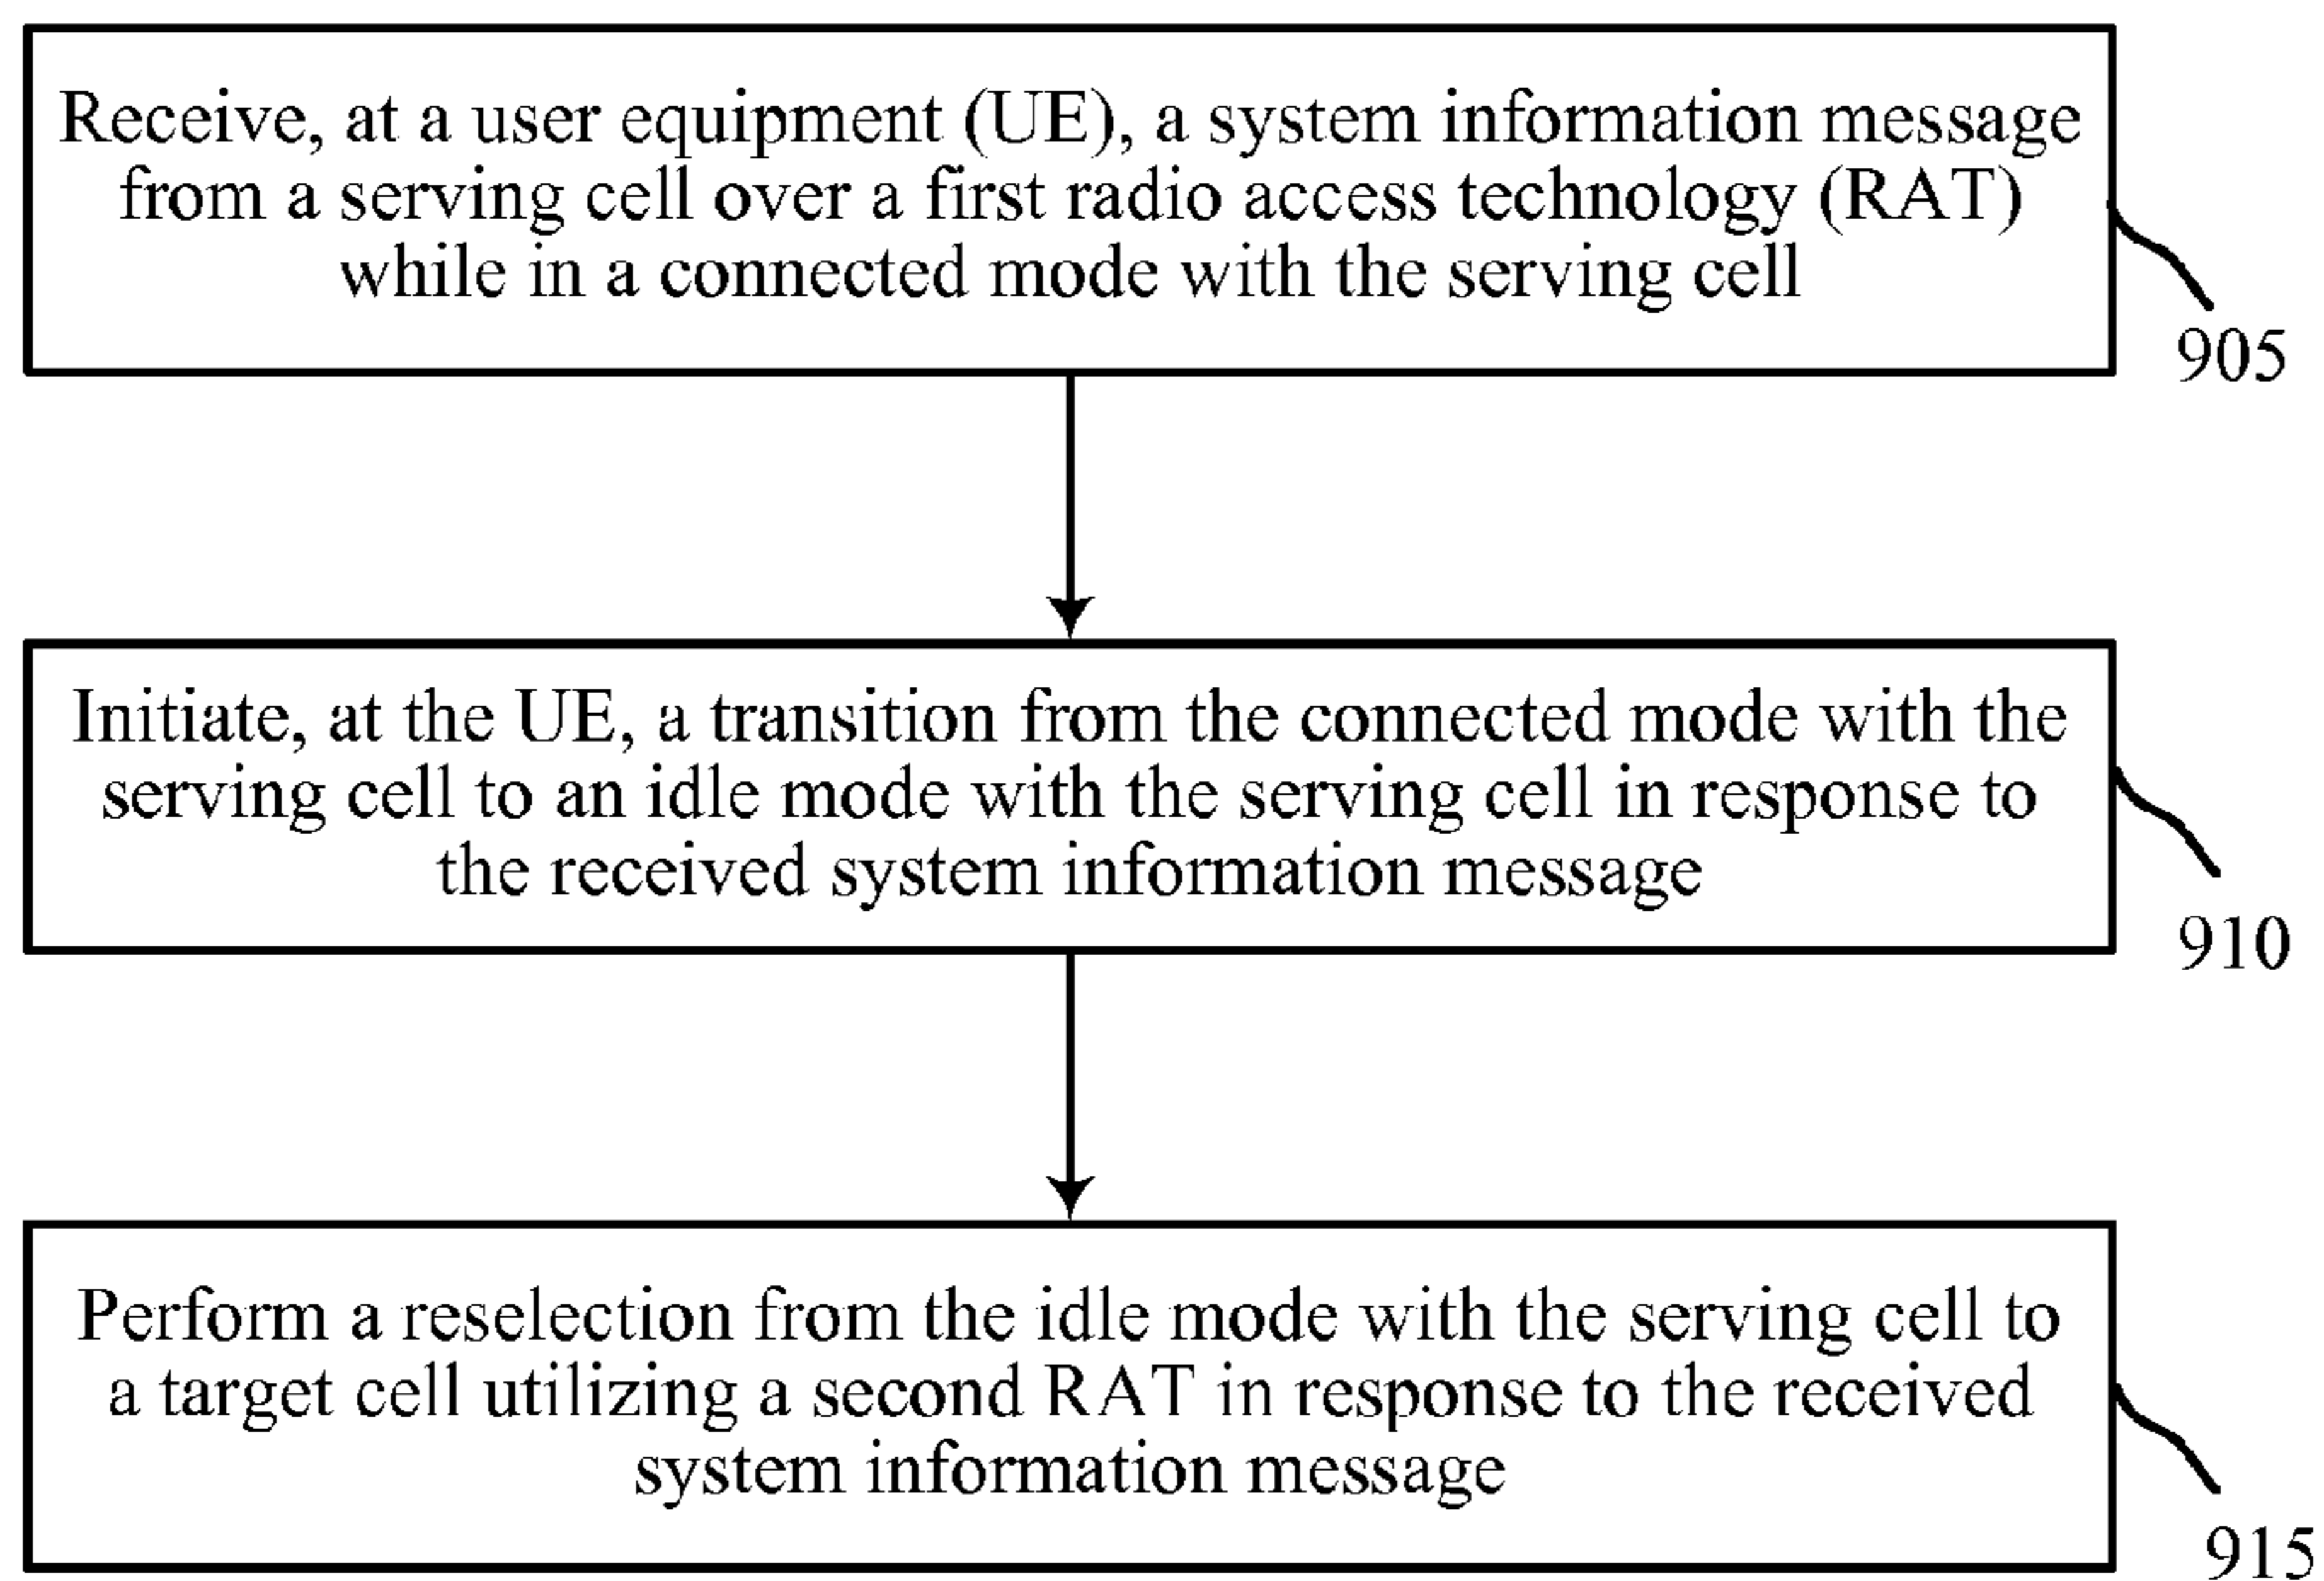 Receive, at a user equipment (UE), a system information message
from a serving cell over a first radio access technology (RAT)
while in a connected mode with the serving cell
905
Initiate, at the UE, a transition from the connected mode with the
serving cell to an idle mode with the serving cell in response to
the received system information message
910
Perform a reselection from the idle mode with the serving cell to
a target cell utilizing a second RAT in response to the received
system information message
915